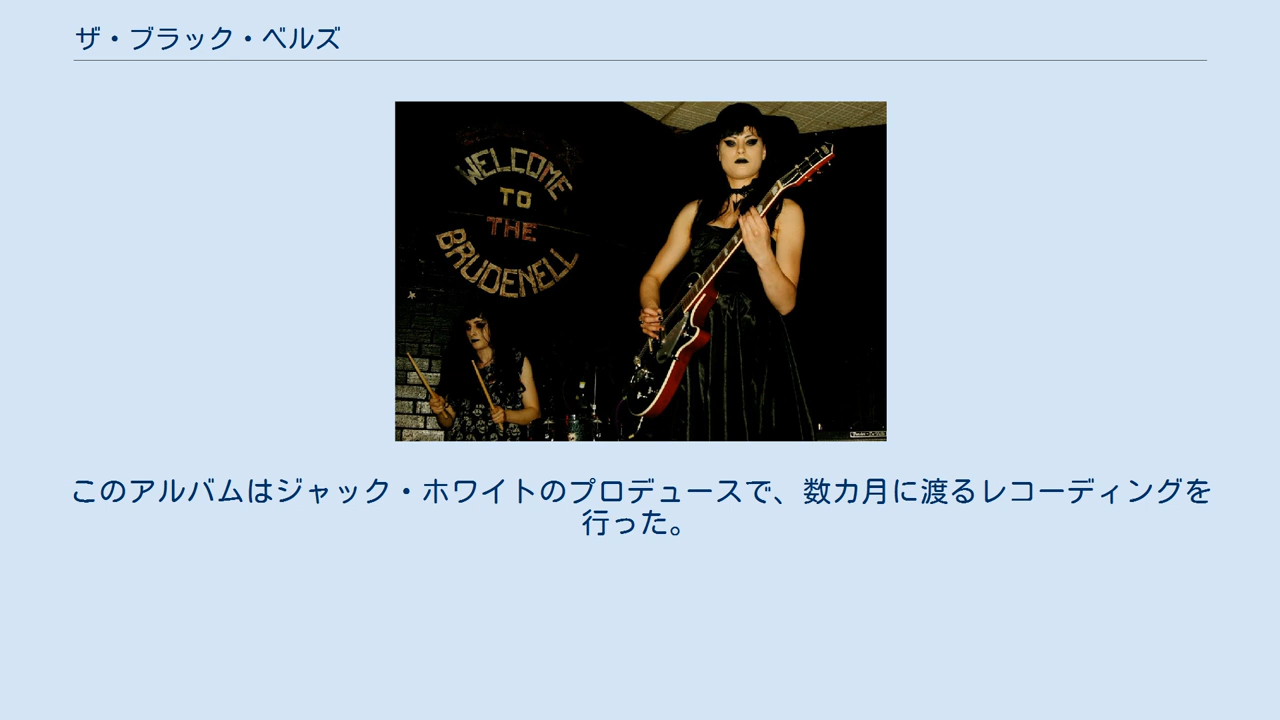 ザ・ブラック・ベルズ
WELCOME
TO
THE
BRUDENELL
このアルバムはジャック・ホワイトのプロデュースで、数カ月に渡るレコーディングを
行った。